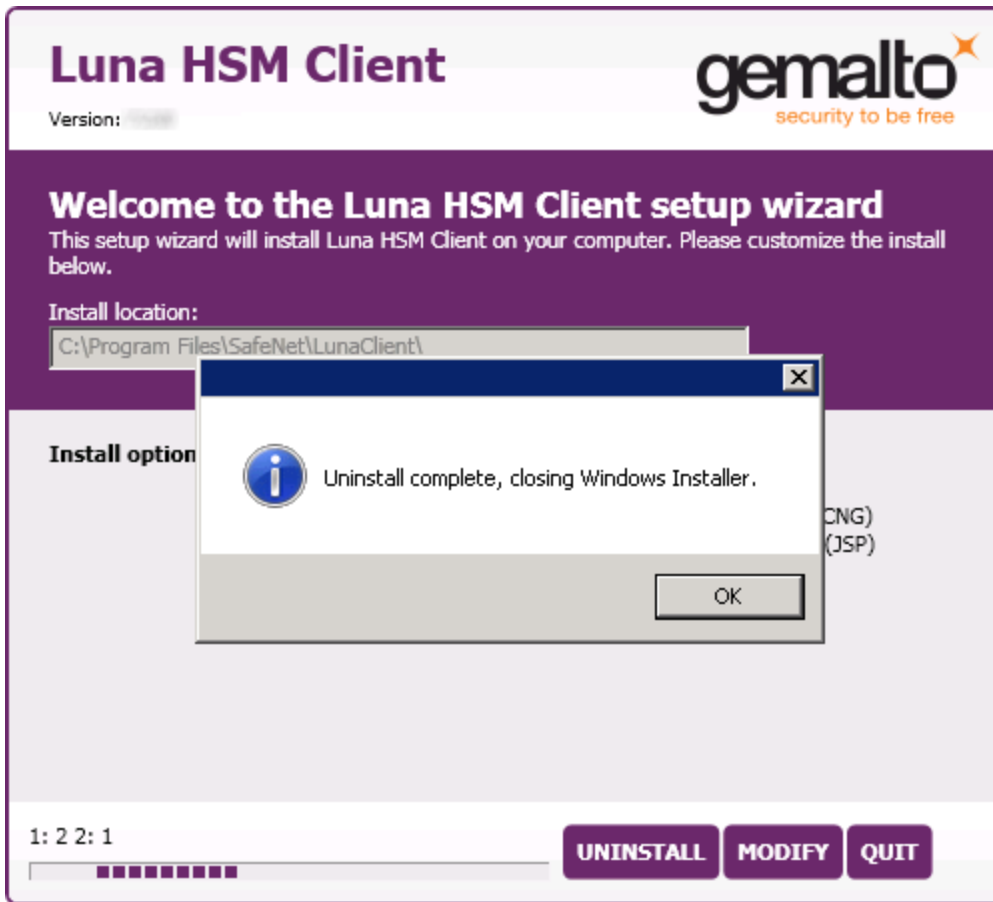 Luna HSM Client
gemalto
security to be free
Version:
Welcome to the Luna HSM Client setup wizard
This setup wizard will install Luna HSM Client on your computer. Please customize the install
below.
Install location:
C:\Program Files\SafeNet\LunaClient\
Install option
Uninstall complete, closing Windows Installer.
CNG)
(JSP)
OK
1: 2 2: 1
UNINSTALL
MODIFY
QUIT